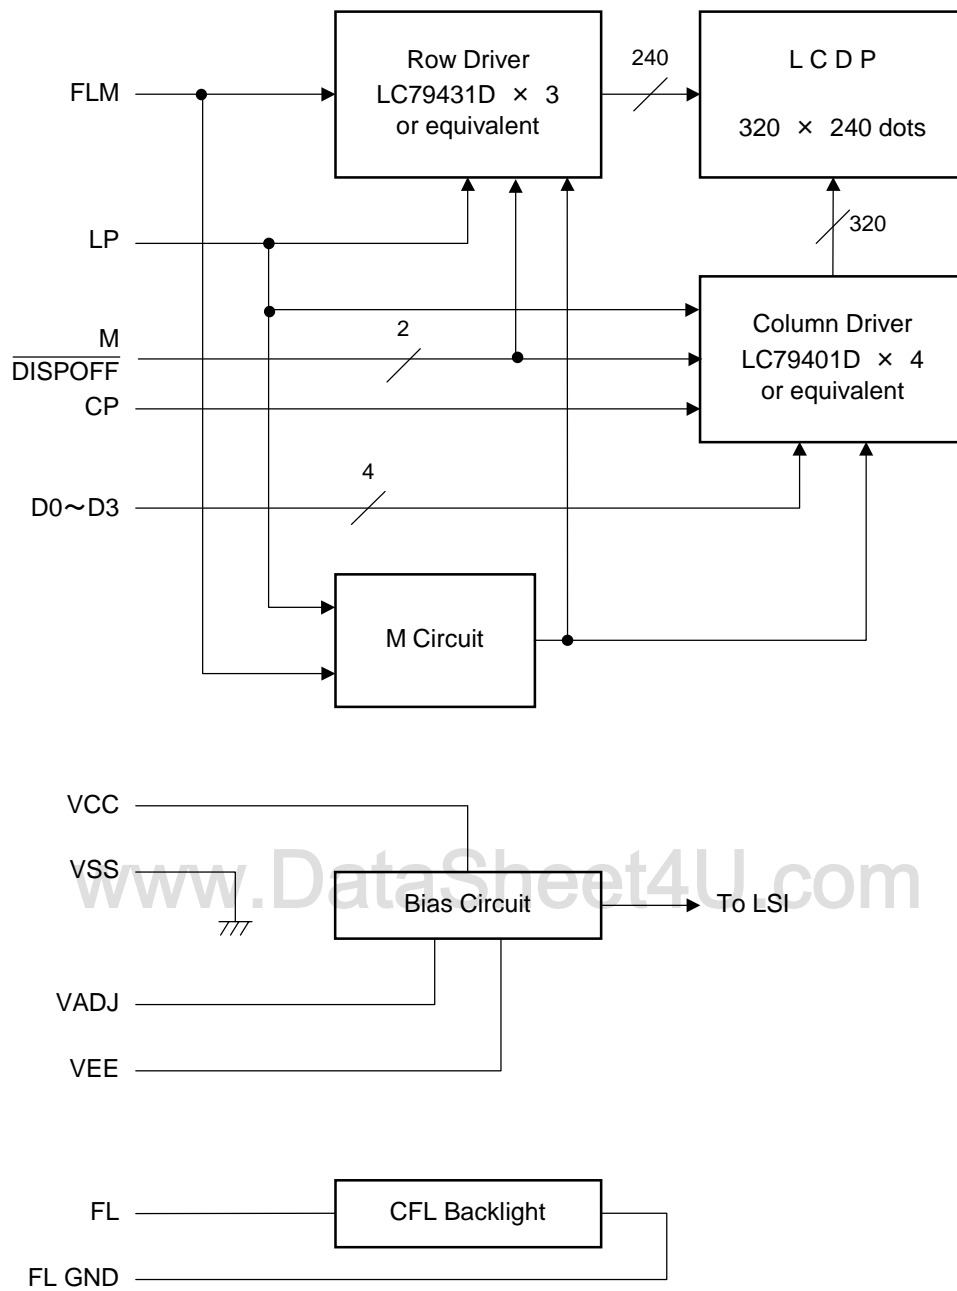 FLM
Row Driver
LC79431D × 3
or equivalent
240
L C D P
320 × 240 dots
LP
320
M
DISPOFF
2
CP
Column Driver
LC79401D × 4
or equivalent
D0～D3
4
M Circuit
VCC
VSS
www.DataSheet4U.com
Bias Circuit
To LSI
VADJ
VEE
FL
CFL Backlight
FL GND